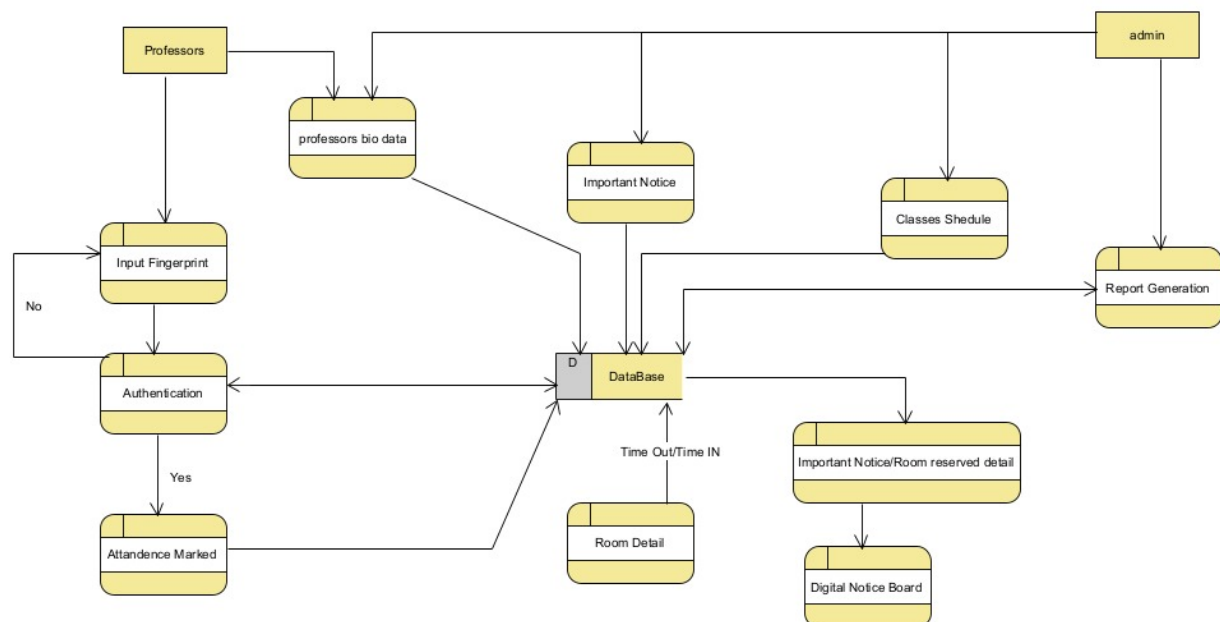 Professors
admin
professors bio data
Important Notice
Classes Shedule
Input Fingerprint
Report Generation
No
D
DataBase
Authentication
Time Out/Time IN
Important Notice/Room reserved detail
Yes
Attandence Marked
Room Detail
Digital Notice Board